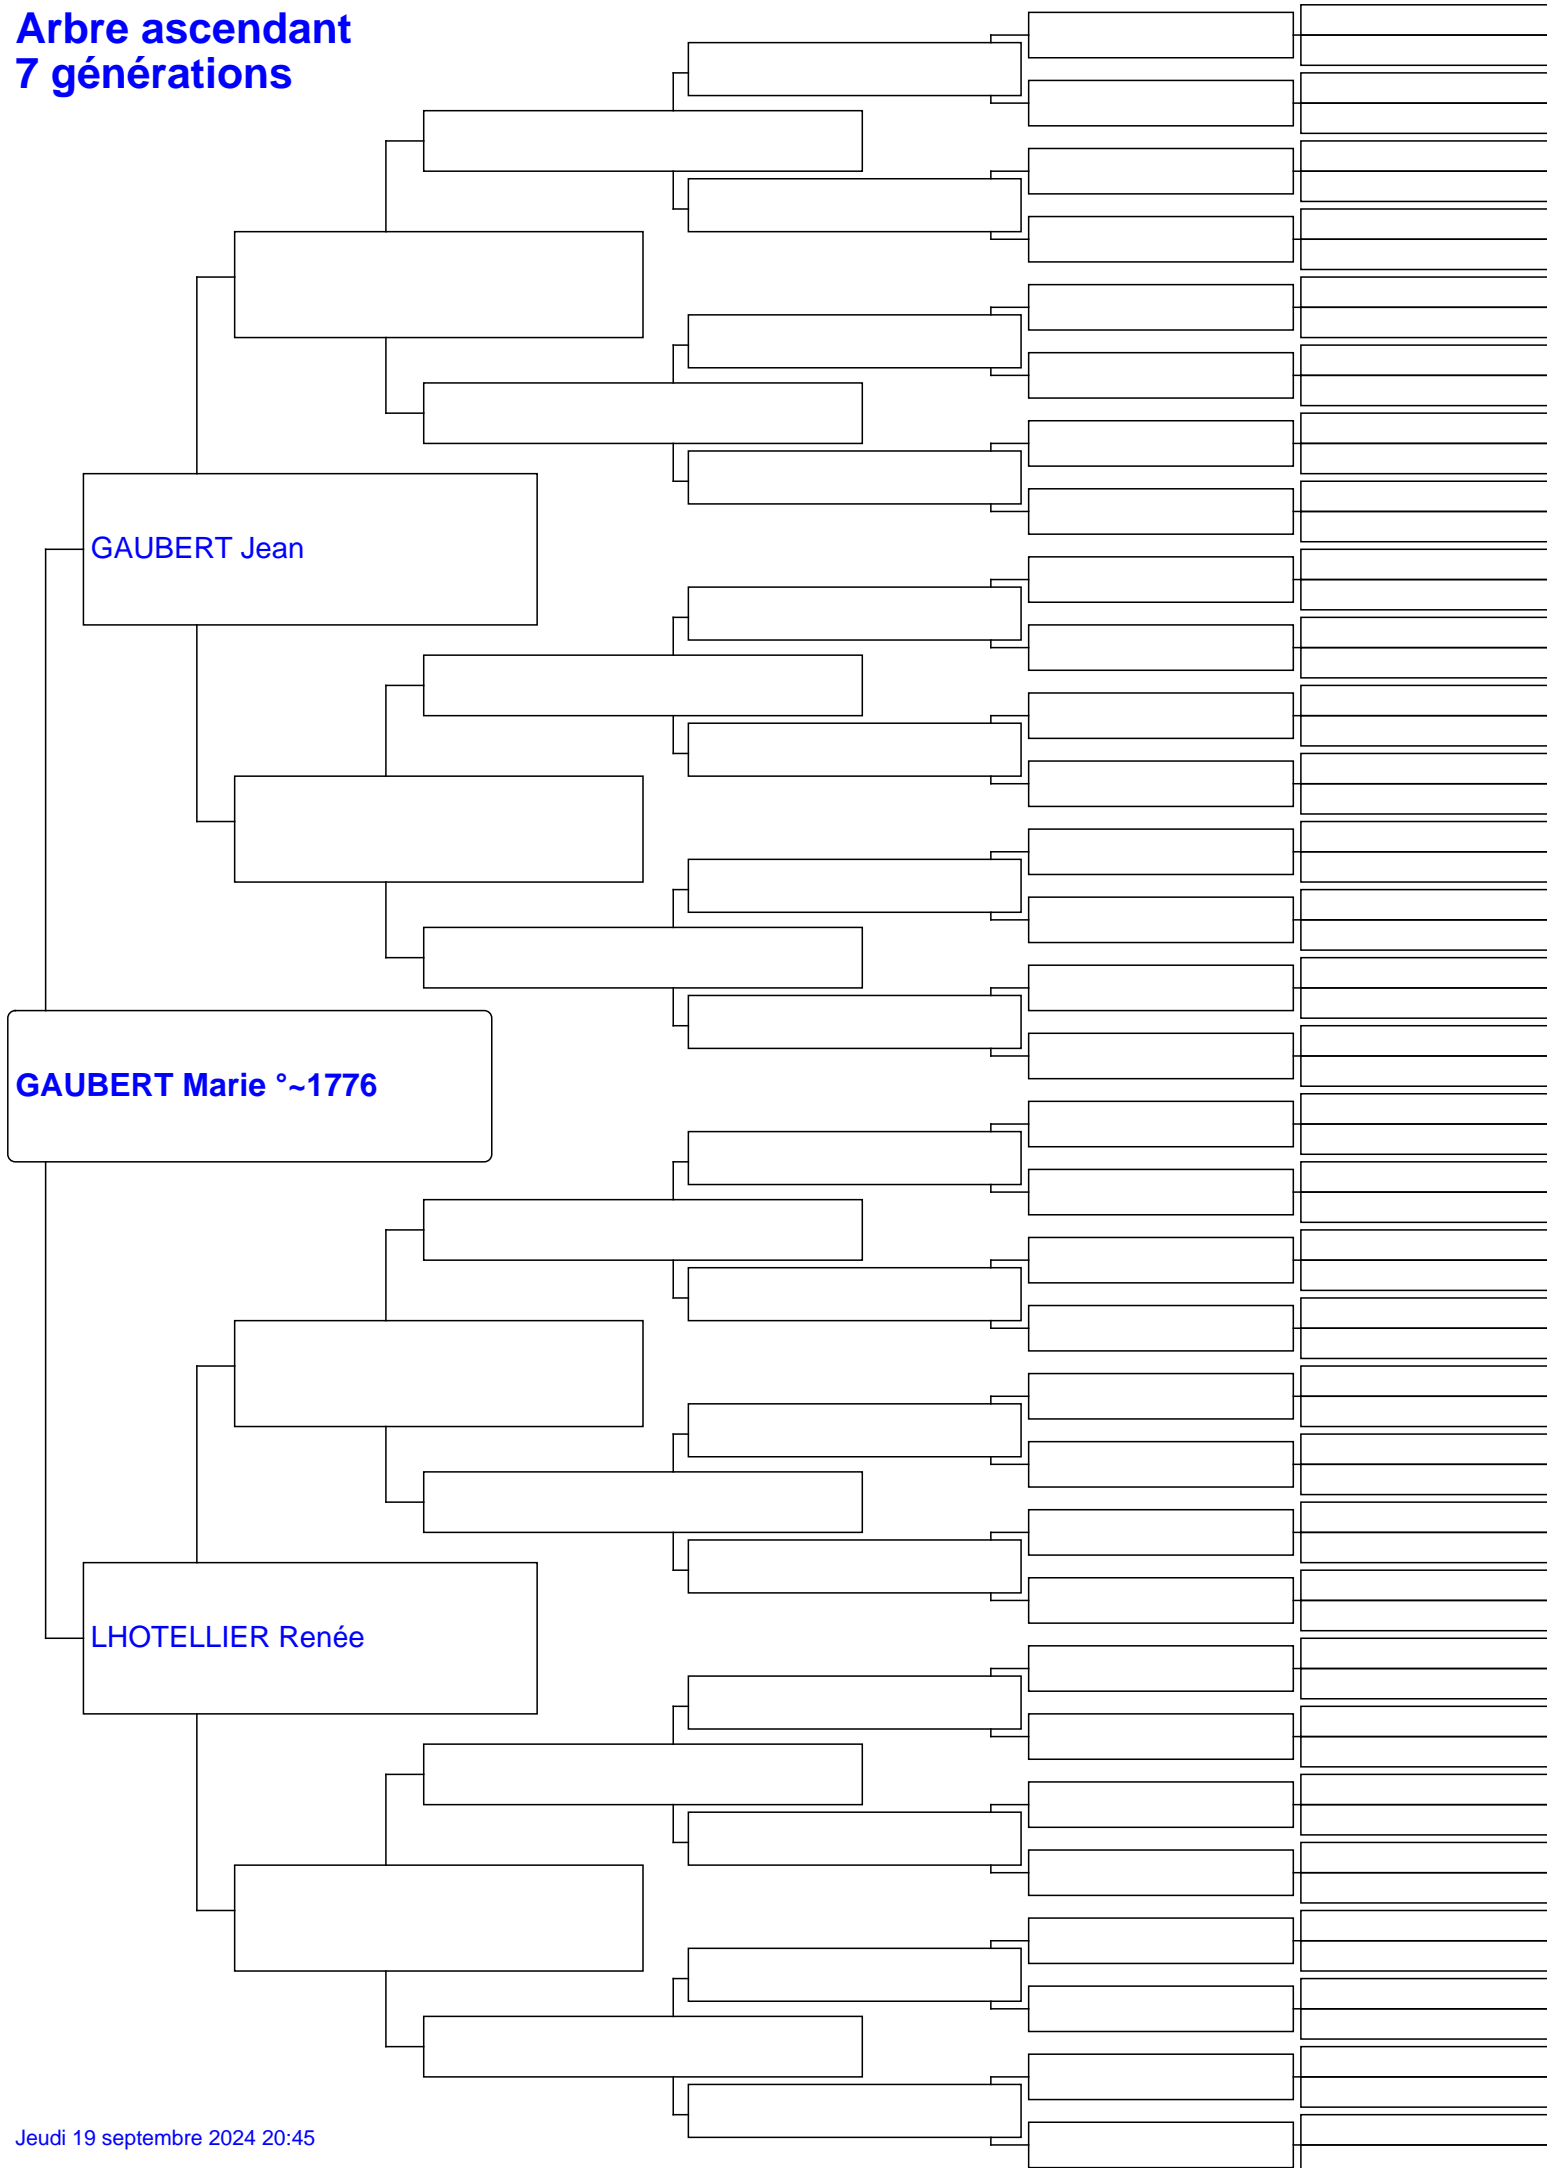 Arbre ascendant
7 générations
GAUBERT Jean
GAUBERT Marie °~1776
LHOTELLIER Renée
Jeudi 19 septembre 2024 20:45